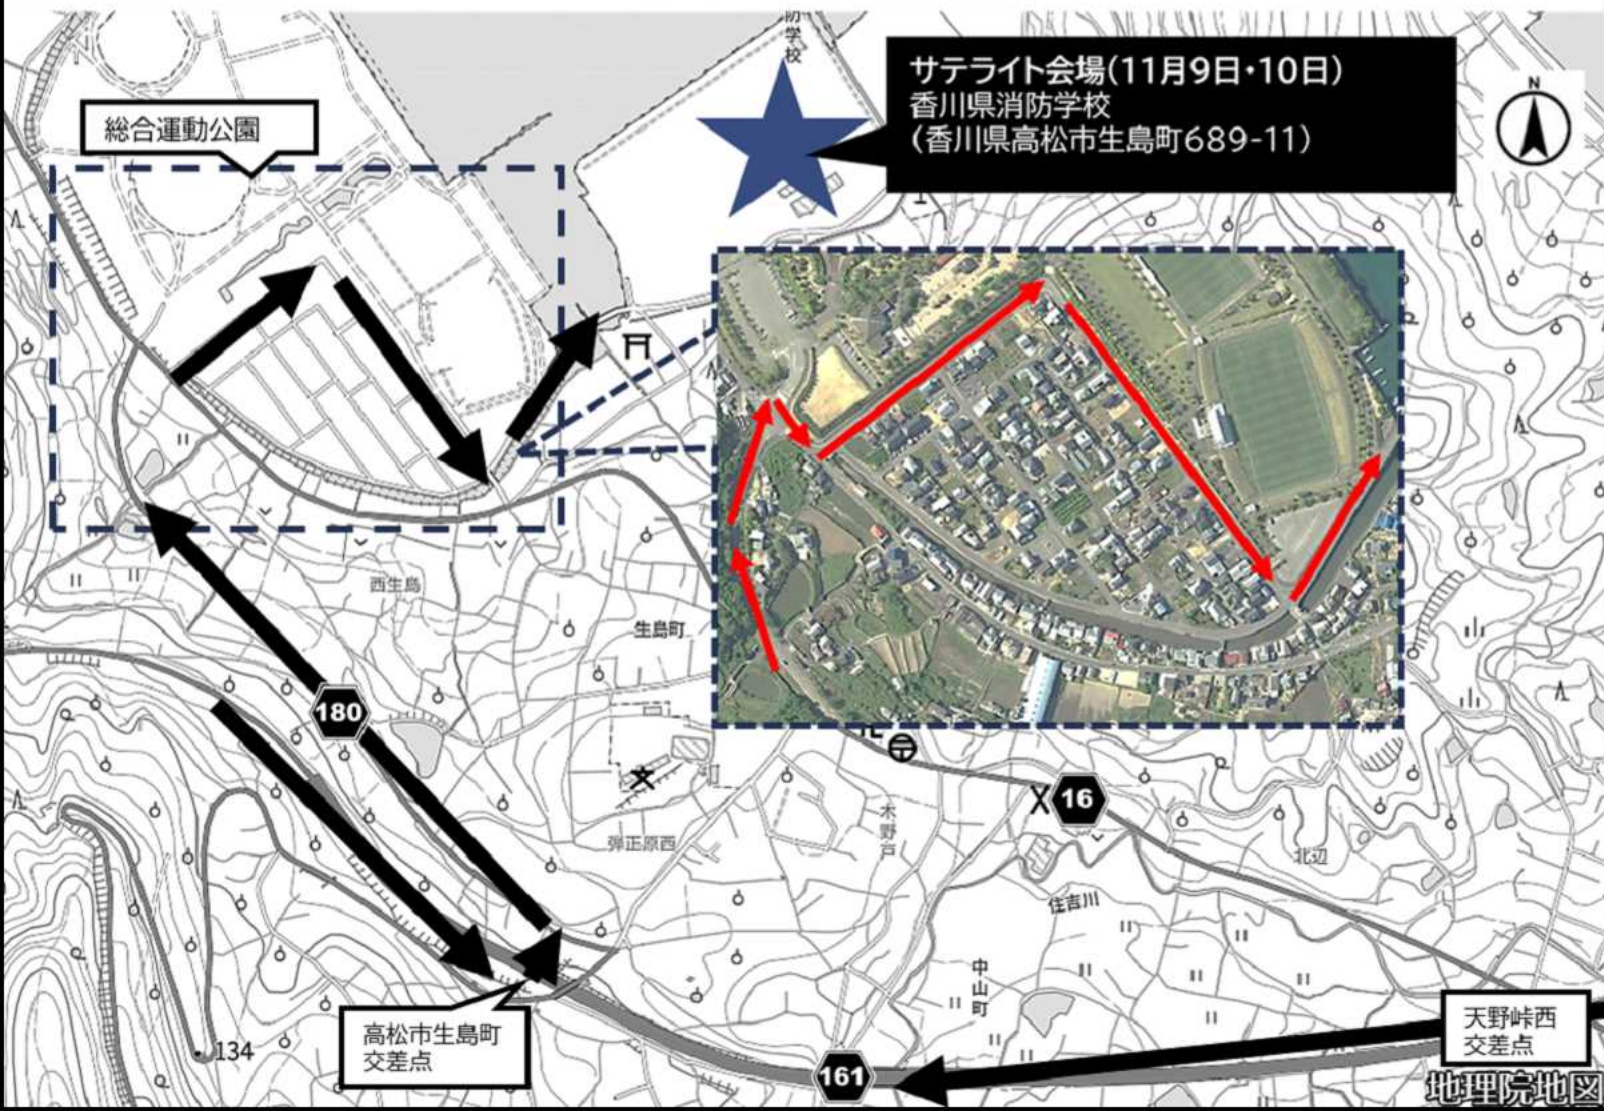 防学校
サテライト会場(11月9日・10日)
香川県消防学校
(香川県高松市生島町689-11)
N
総合運動公園
西生島
生島町
180
16
弾正原西
木野戸
北辺
住吉川
中山町
高松市生島町
交差点
天野峠西
交差点
134
161
地理院地図